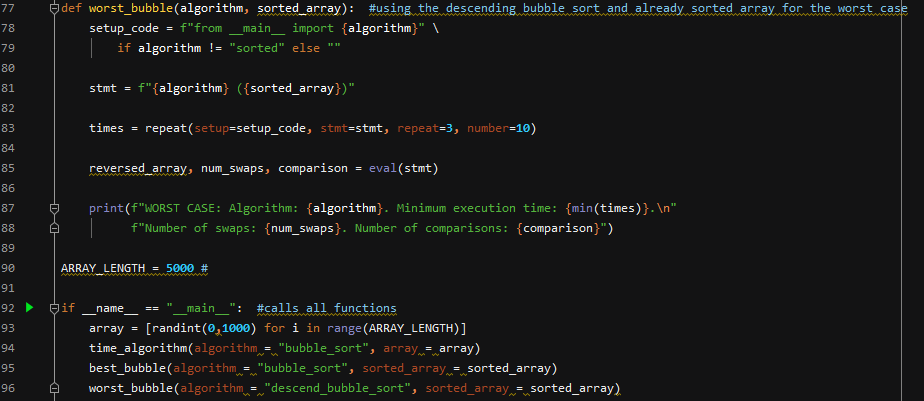 77 def worst_bubble(algorithm, sorted_array):  #using the descending bubble sort and already sorted array for the worst case
78     setup_code = f"from __main__ import {algorithm}" \
79         if algorithm != "sorted" else ""
80
81     stmt = f"{algorithm} ({sorted_array})"
82
83     times = repeat(setup=setup_code, stmt=stmt, repeat=3, number=10)
84
85     reversed_array, num_swaps, comparison = eval(stmt)
86
87     print(f"WORST CASE: Algorithm: {algorithm}. Minimum execution time: {min(times)}.\n"
88           f"Number of swaps: {num_swaps}. Number of comparisons: {comparison}")
89
90 ARRAY_LENGTH = 5000 #
91
92 if __name__ == "__main__":  #calls all functions
93     array = [randint(0,1000) for i in range(ARRAY_LENGTH)]
94     time_algorithm(algorithm = "bubble_sort", array = array)
95     best_bubble(algorithm = "bubble_sort", sorted_array = sorted_array)
96     worst_bubble(algorithm = "descend_bubble_sort", sorted_array = sorted_array)